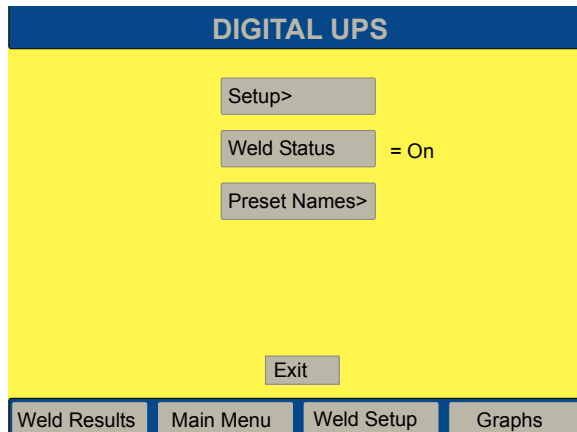 DIGITAL UPS
Setup>
Weld Status = On
Preset Names>
Exit
Weld Results Main Menu Weld Setup Graphs